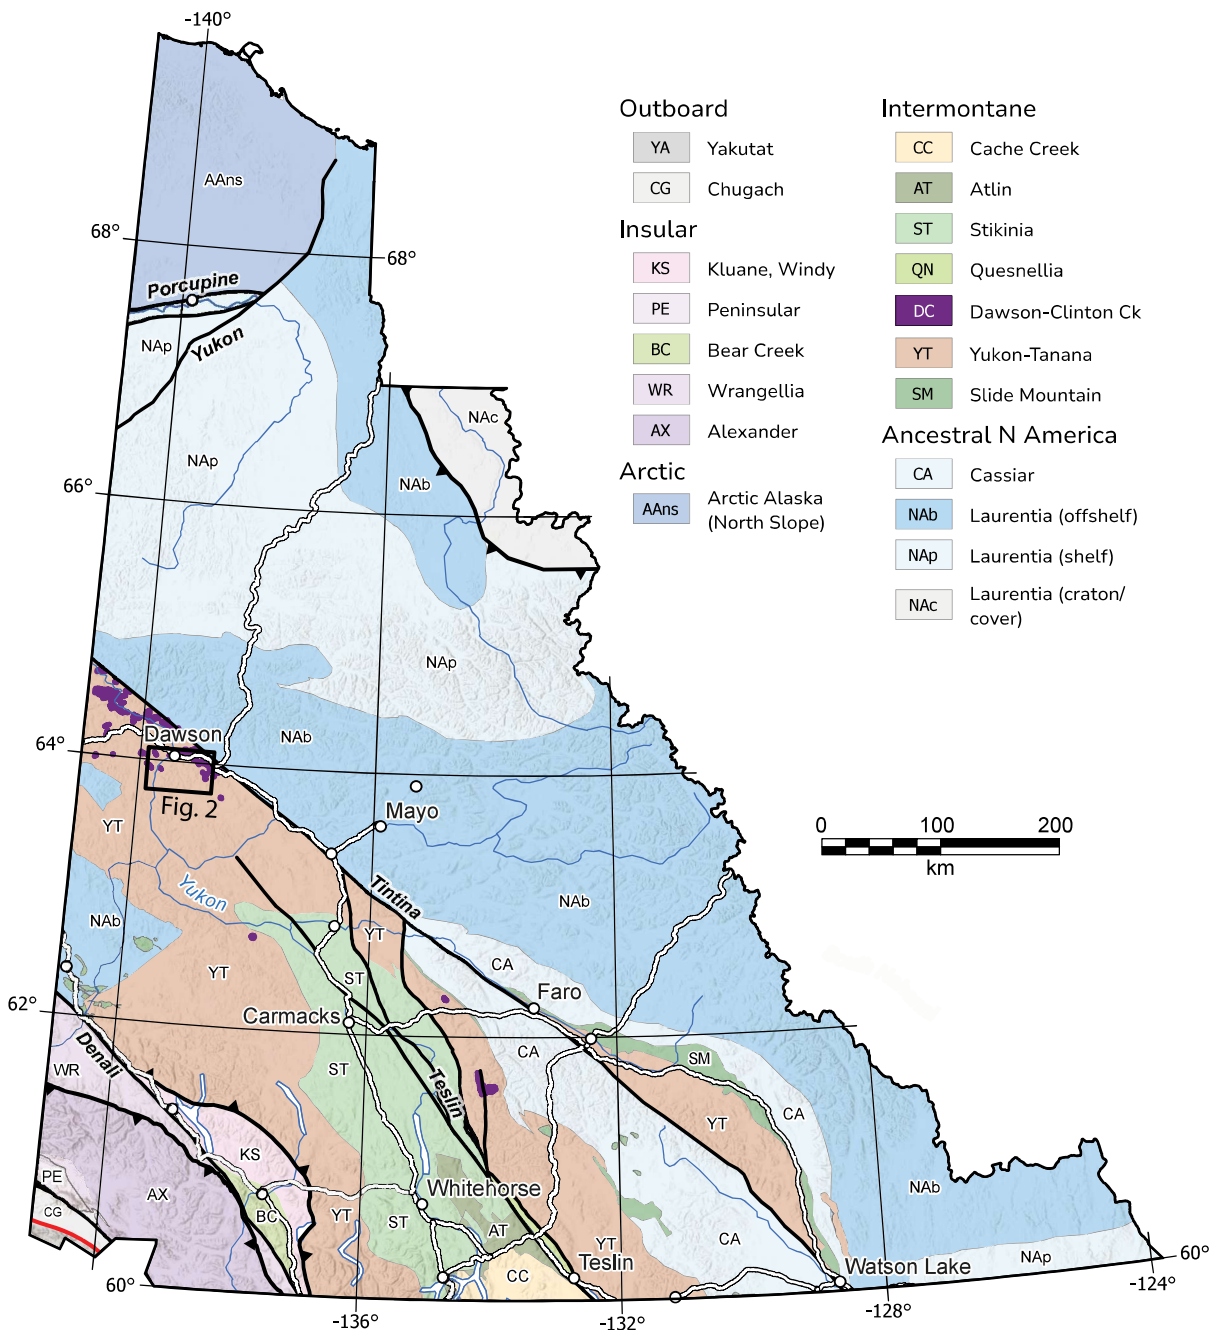 -140°
Outboard
YA Yakutat
CG Chugach
Insular
KS Kluane, Windy
PE Peninsular
BC Bear Creek
WR Wrangellia
AX Alexander
Arctic
AAns Arctic Alaska
(North Slope)
Intermontane
CC Cache Creek
AT Atlin
ST Stikinia
QN Quesnellia
DC Dawson-Clinton Ck
YT Yukon-Tanana
SM Slide Mountain
Ancestral N America
CA Cassiar
NAb Laurentia (offshelf)
NAp Laurentia (shelf)
NAc Laurentia (craton/
cover)
AAns
68°
68°
Porcupine
NAp
Yukon
NAc
NAp
NAb
66°
NAp
Dawson
NAb
64°
Fig. 2
Mayo
YT
0 100 200
km
Yukon
Tintina
NAb
NAb
YT
YT
CA
ST
Faro
62°
Carmacks
Denali
CA
SM
WR
ST
Teslin
CA
YT
KS
PE
AX
Whitehorse
NAb
CG
BC
YT
ST
AT
YT
CA
NAp
60°
Teslin
Watson Lake
60°
CC
-124°
-136°
-132°
-128°